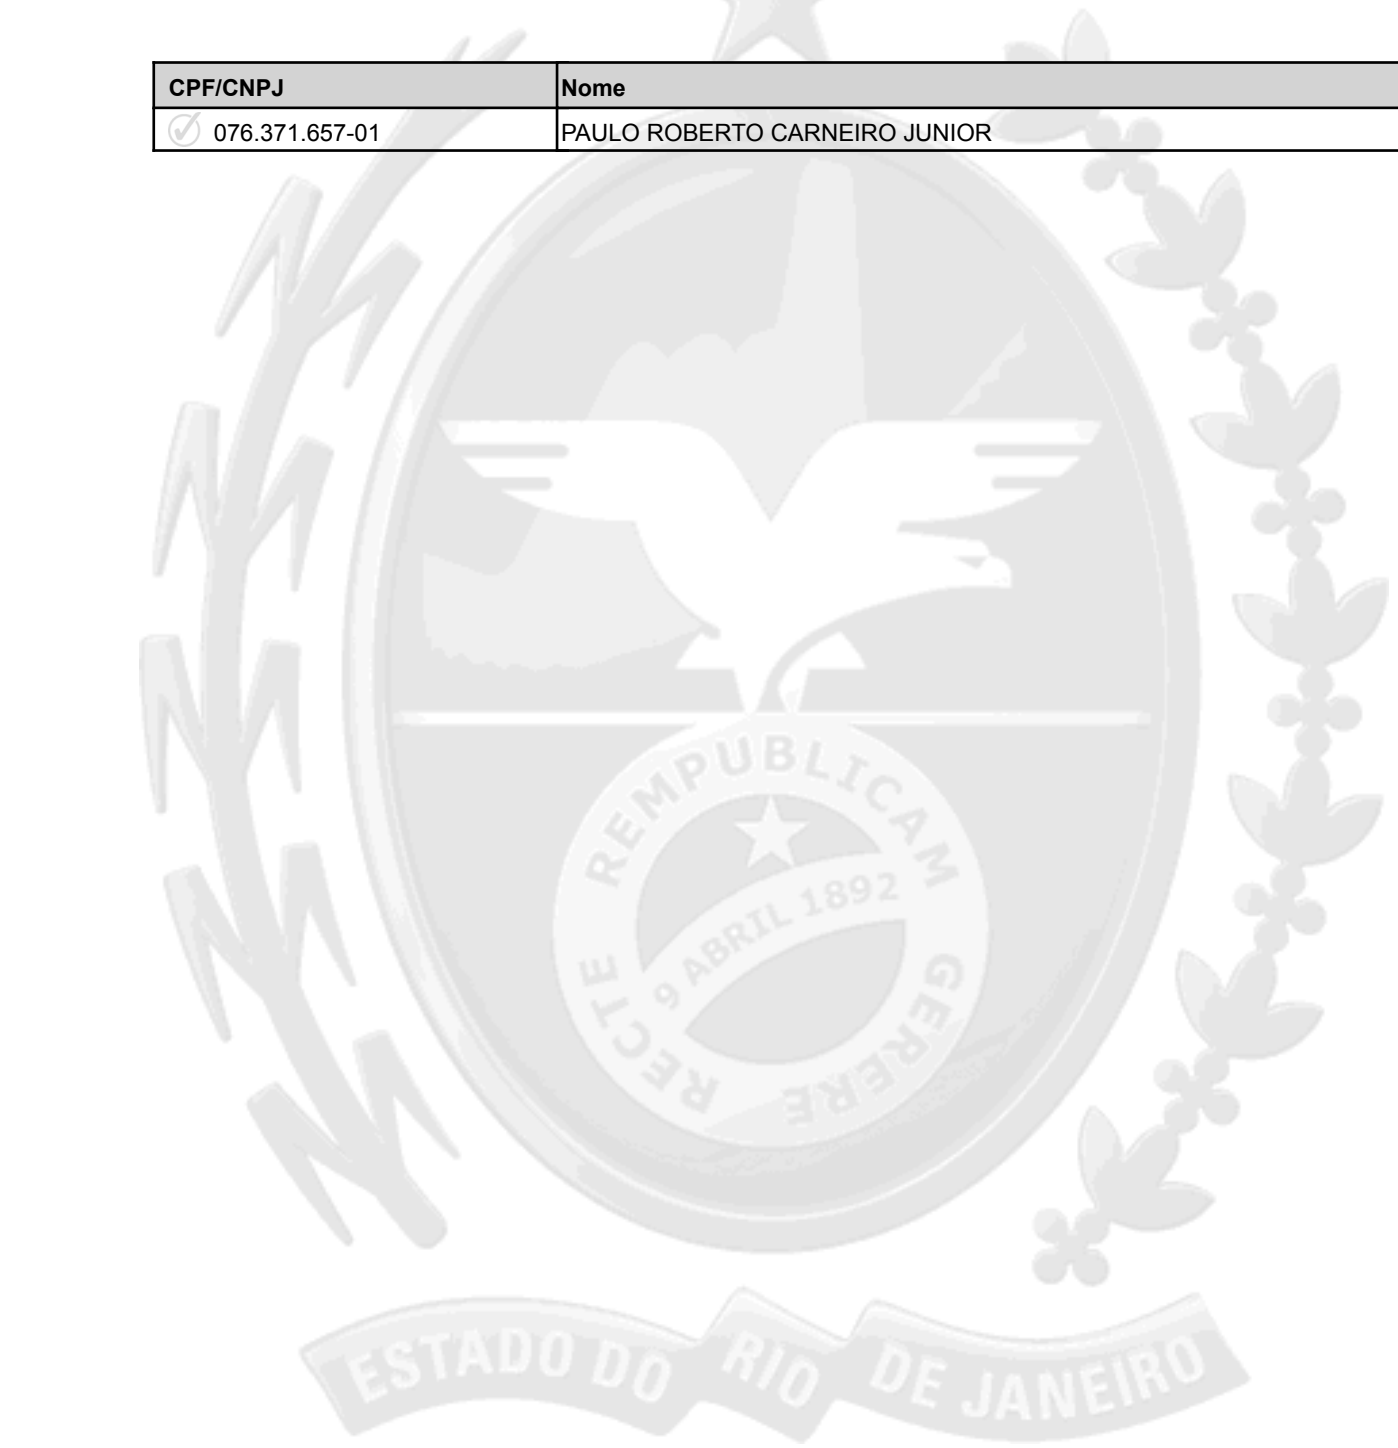 CPF/CNPJ Nome
076.371.657-01 PAULO ROBERTO CARNEIRO JUNIOR
REMPUBLICAM
9 ABRIL 1892
RECTE GERERE
ESTADO DO RIO DE JANEIRO